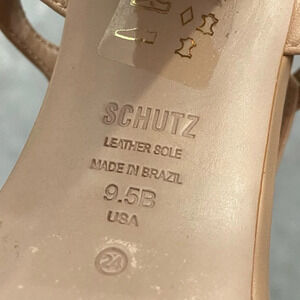 SCHUTZ
LEATHER SOLE
MADE IN BRAZIL
9.5B
USA
24